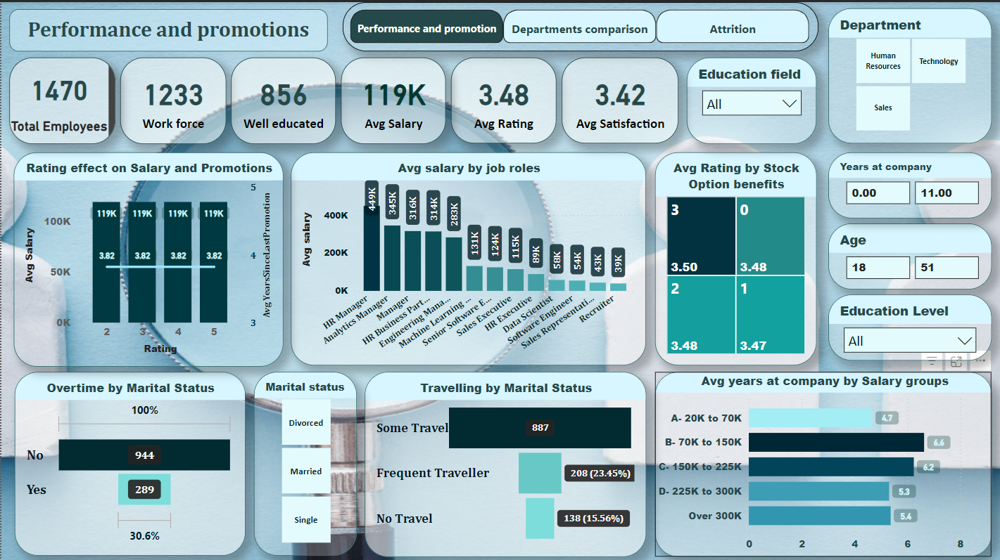 Performance and promotions
Performance and promotion
Departments comparison
Attrition
Department
Human
Resources
Technology
Sales
1470
Total Employees
1233
Work force
856
Well educated
119K
Avg Salary
3.48
Avg Rating
3.42
Avg Satisfaction
Education field
All
Rating effect on Salary and Promotions
Avg Salary
100K
50K
0K
119K
119K
119K
119K
3.82
3.82
3.82
3.82
2
3
4
5
Rating
5
4
3
Avg YearsSinceLastPromotion
Avg salary by job roles
Avg salary
400K
200K
0K
449K
345K
316K
314K
283K
131K
124K
115K
89K
58K
54K
43K
39K
HR Manager
Analytics Manager
Manager
HR Business Part...
Engineering Mana...
Machine Learning ...
Senior Software E...
Sales Executive
HR Executive
Data Scientist
Software Engineer
Sales Representati...
Recruiter
Avg Rating by Stock
Option benefits
3
3.50
0
3.48
2
3.48
1
3.47
Years at company
0.00
11.00
Age
18
51
Education Level
All
Overtime by Marital Status
100%
No
944
Yes
289
30.6%
Marital status
Divorced
Married
Single
Travelling by Marital Status
Some Travel
887
Frequent Traveller
208 (23.45%)
No Travel
138 (15.56%)
Avg years at company by Salary groups
A- 20K to 70K
4.7
B- 70K to 150K
6.6
C- 150K to 225K
6.2
D- 225K to 300K
5.3
Over 300K
5.4
0
2
4
6
8